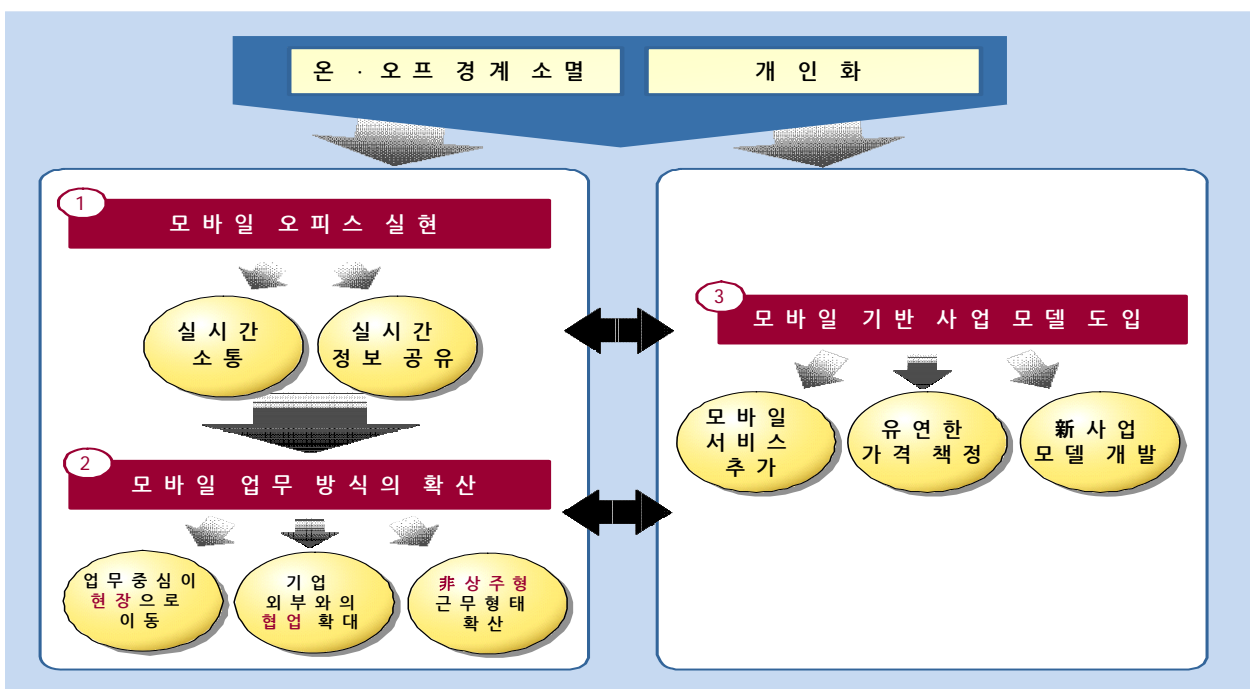 온 · 오프 경계 소멸
개인화
1
모바일 오피스 실현
실시간
소통
실시간
정보 공유
2
모바일 업무 방식의 확산
업무중심이
현장으로
이동
기업
외부와의
협업 확대
非상주형
근무형태
확산
3
모바일 기반 사업 모델 도입
모바일
서비스
추가
유연한
가격 책정
新사업
모델 개발